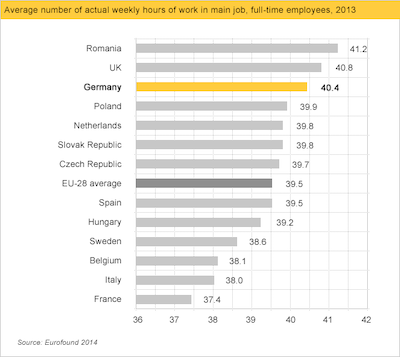 Average number of actual weekly hours of work in main job, full-time employees, 2013
Romania 41.2
UK 40.8
Germany 40.4
Poland 39.9
Netherlands 39.8
Slovak Republic 39.8
Czech Republic 39.7
EU-28 average 39.5
Spain 39.5
Hungary 39.2
Sweden 38.6
Belgium 38.1
Italy 38.0
France 37.4
36 37 38 39 40 41 42
Source: Eurofound 2014